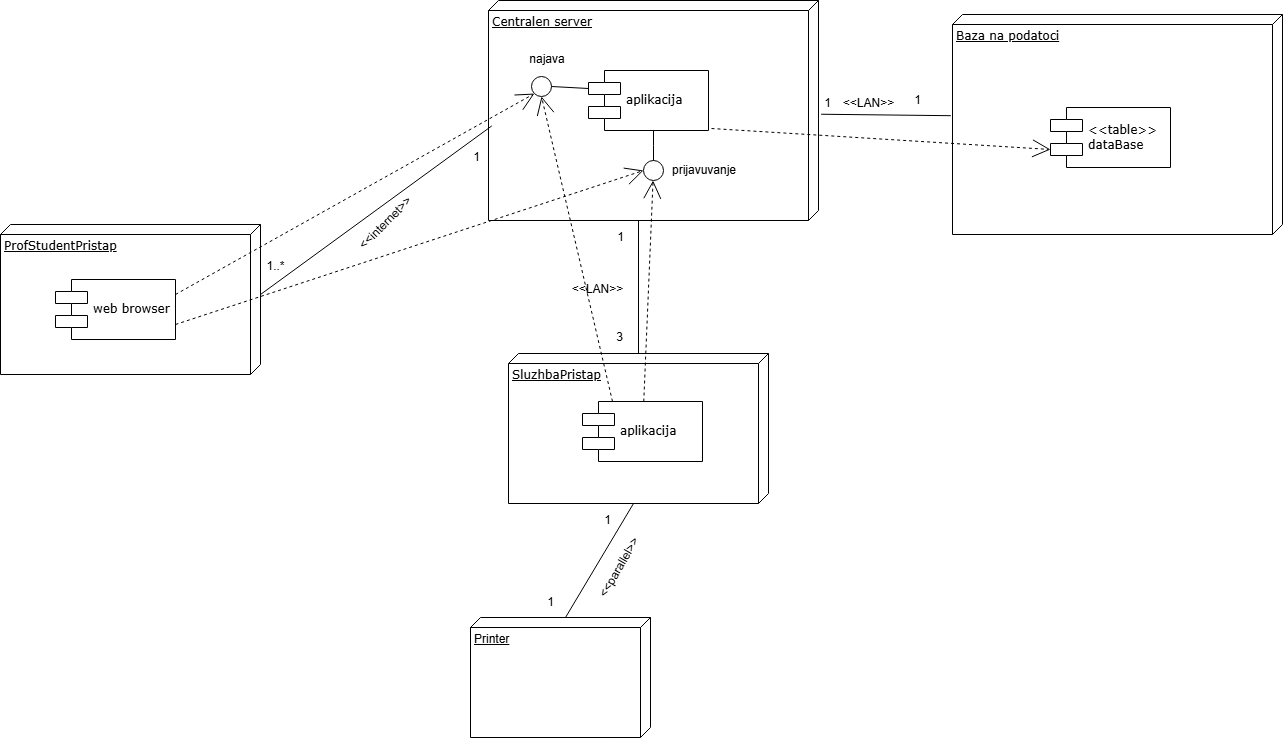 Centralen server
najava
aplikacija
prijavuvanje
1
<<LAN>>
1
Baza na podatoci
<<table>>
dataBase
1
<<internet>>
1..*
ProfStudentPristap
web browser
1
<<LAN>>
3
SluzhbaPristap
aplikacija
1
<<parallel>>
1
Printer